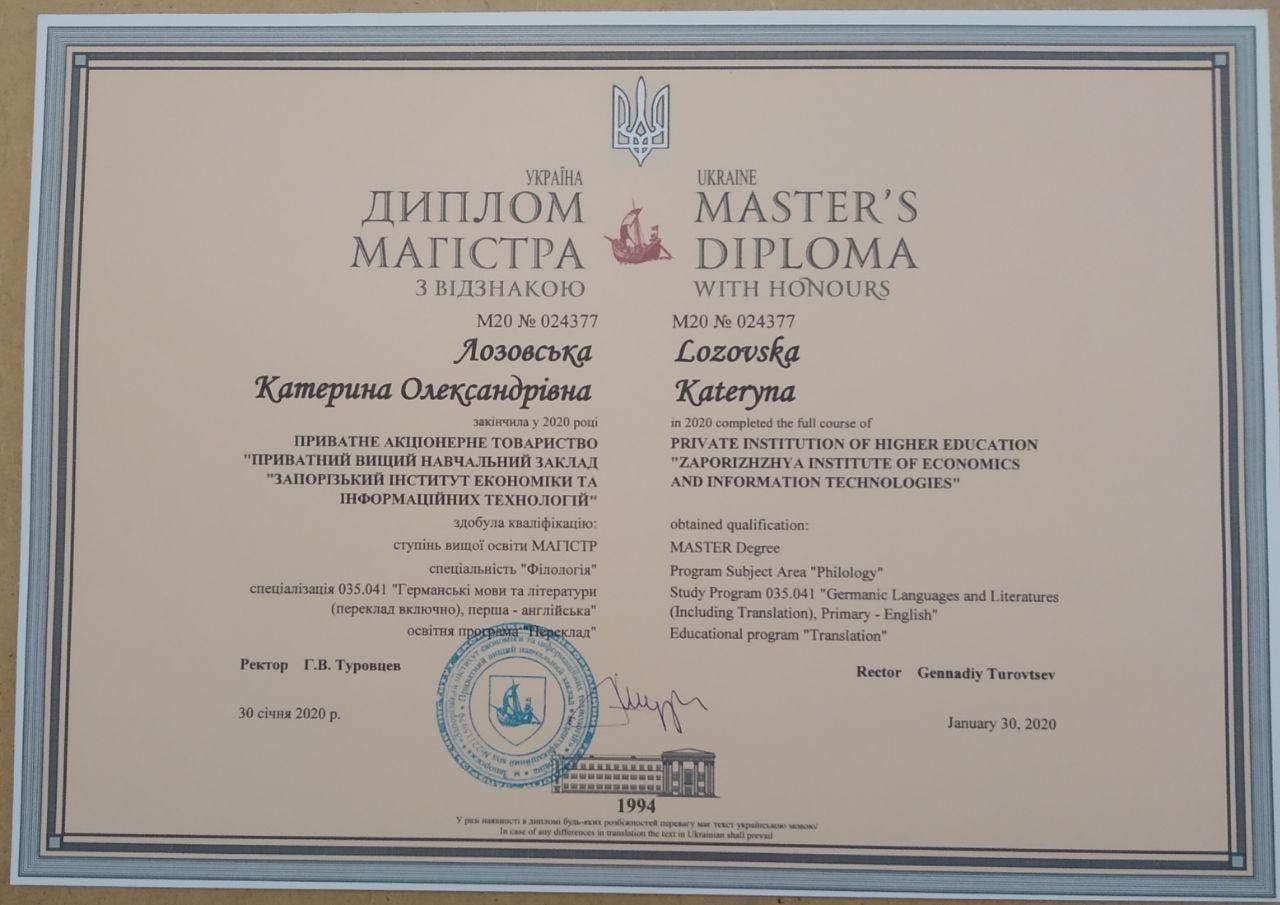 УКРАЇНА
ДИПЛОМ
МАГІСТРА
З ВІДЗНАКОЮ
М20 № 024377
Лозовська
Катерина Олександрівна
закінчила у 2020 році
ПРИВАТНЕ АКЦІОНЕРНЕ ТОВАРИСТВО
"ПРИВАТНИЙ ВИЩИЙ НАВЧАЛЬНИЙ ЗАКЛАД
"ЗАПОРІЗЬКИЙ ІНСТИТУТ ЕКОНОМІКИ ТА
ІНФОРМАЦІЙНИХ ТЕХНОЛОГІЙ"
здобула кваліфікацію:
ступінь вищої освіти МАГІСТР
спеціальність "Філологія"
спеціалізація 035.041 "Германські мови та літератури
(переклад включно), перша - англійська"
освітня програма "Переклад"
Ректор Г.В. Туровцев
30 січня 2020 р.
UKRAINE
MASTER'S
DIPLOMA
WITH HONOURS
M20 № 024377
Lozovska
Kateryna
in 2020 completed the full course of
PRIVATE INSTITUTION OF HIGHER EDUCATION
"ZAPORIZHZHYA INSTITUTE OF ECONOMICS
AND INFORMATION TECHNOLOGIES"
obtained qualification:
MASTER Degree
Program Subject Area "Philology"
Study Program 035.041 "Germanic Languages and Literatures
(Including Translation), Primary - English"
Educational program "Translation"
Rector Gennadiy Turovtsev
January 30, 2020
1994
У разі наявності в дипломі будь-яких розбіжностей перевагу має текст українською мовою/
In case of any differences in translation the text in Ukrainian shall prevail